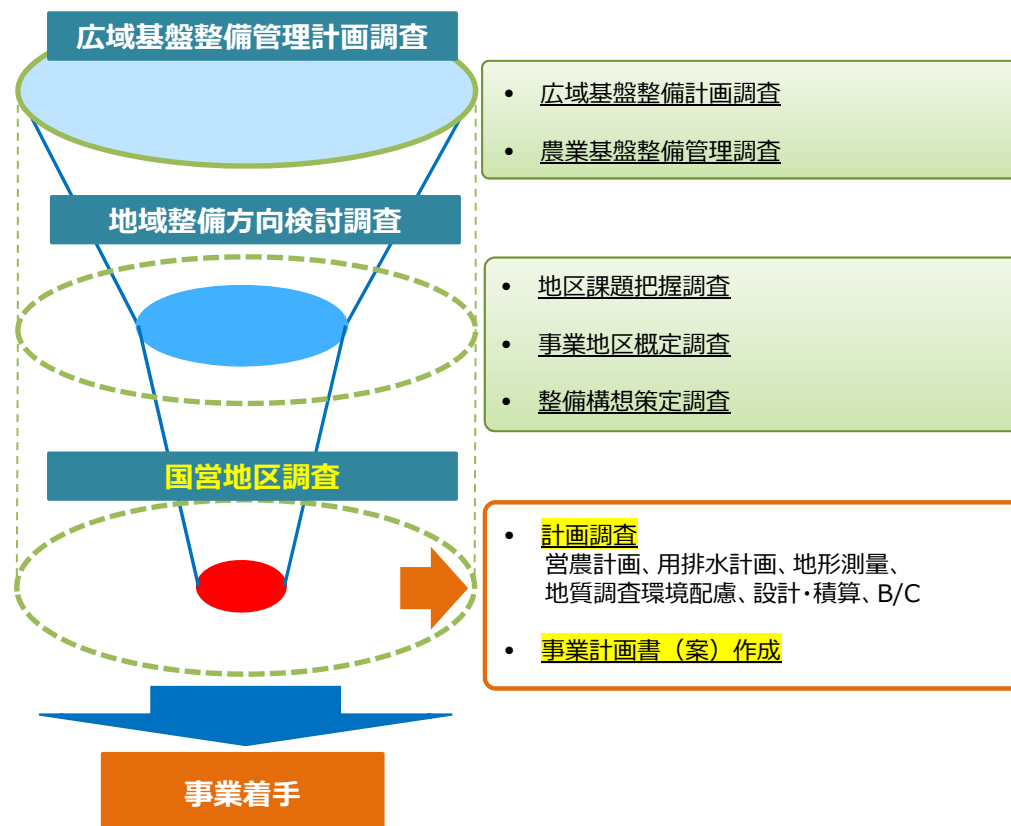 広域基盤整備管理計画調査
• 広域基盤整備計画調査
• 農業基盤整備管理調査
地域整備方向検討調査
• 地区課題把握調査
• 事業地区概定調査
• 整備構想策定調査
国営地区調査
• 計画調査
営農計画、用排水計画、地形測量、
地質調査環境配慮、設計・積算、B/C
• 事業計画書（案）作成
事業着手